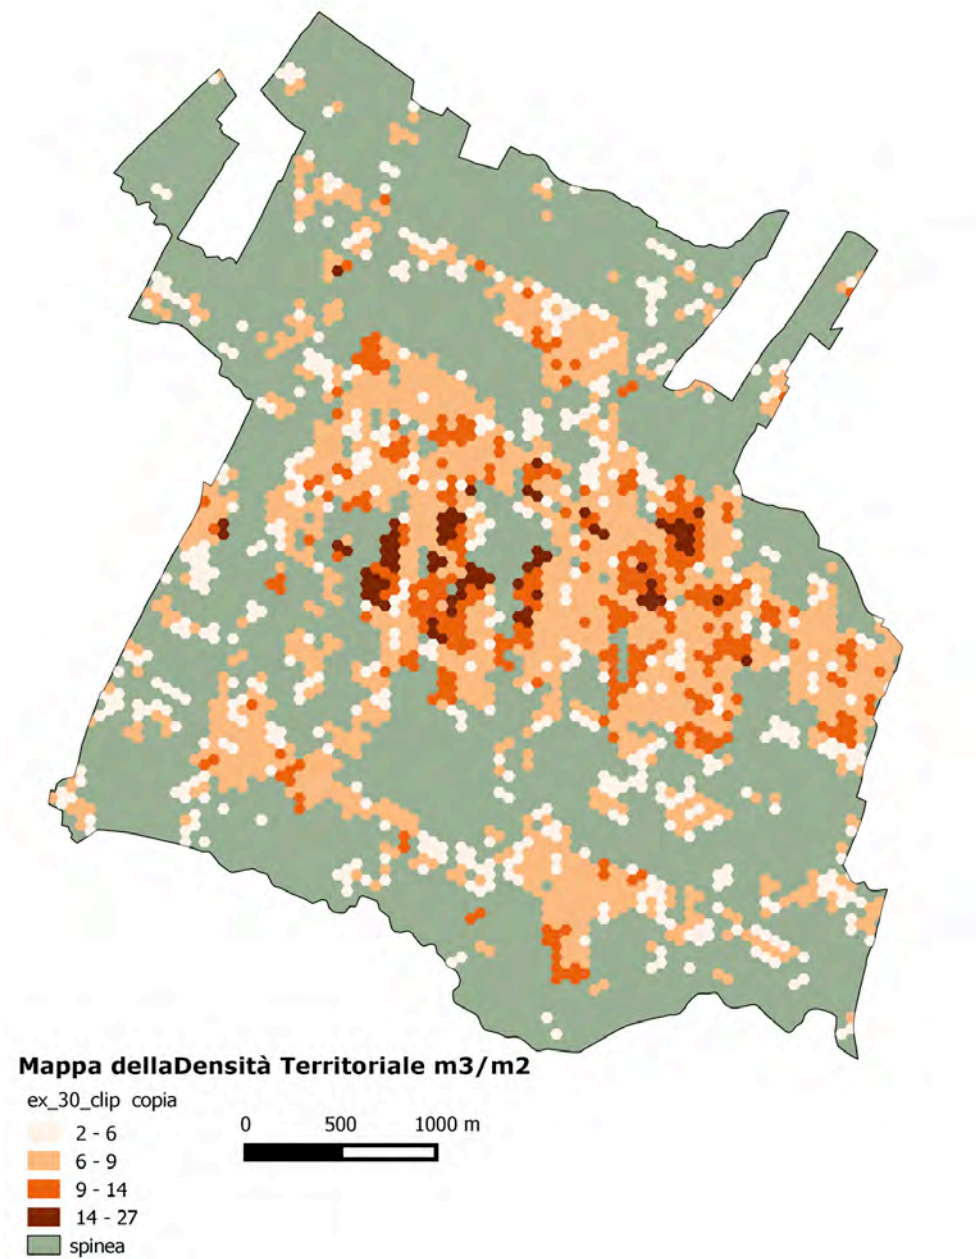 Mappa dellaDensità Territoriale m3/m2
ex_30_clip copia
2 - 6
6 - 9
9 - 14
14 - 27
spinea
0 500 1000 m